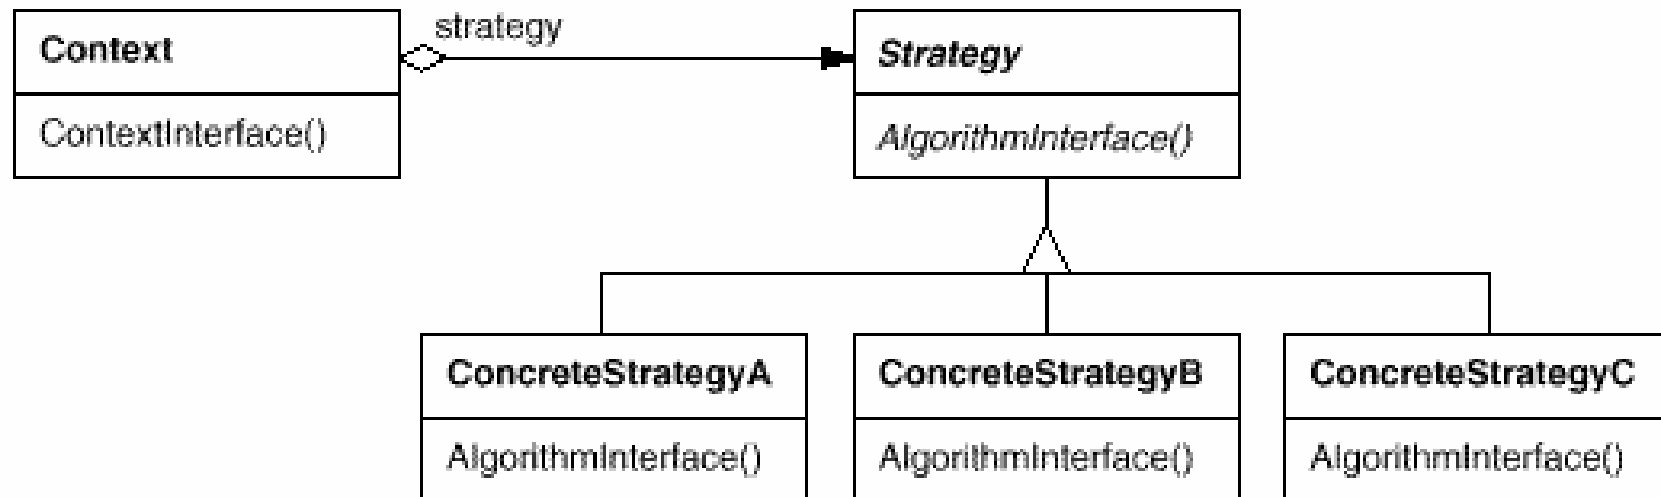 strategy
Context
Strategy
ContextInterface()
AlgorithmInterface()
ConcreteStrategyA
ConcreteStrategyB
ConcreteStrategyC
AlgorithmInterface()
AlgorithmInterface()
AlgorithmInterface()